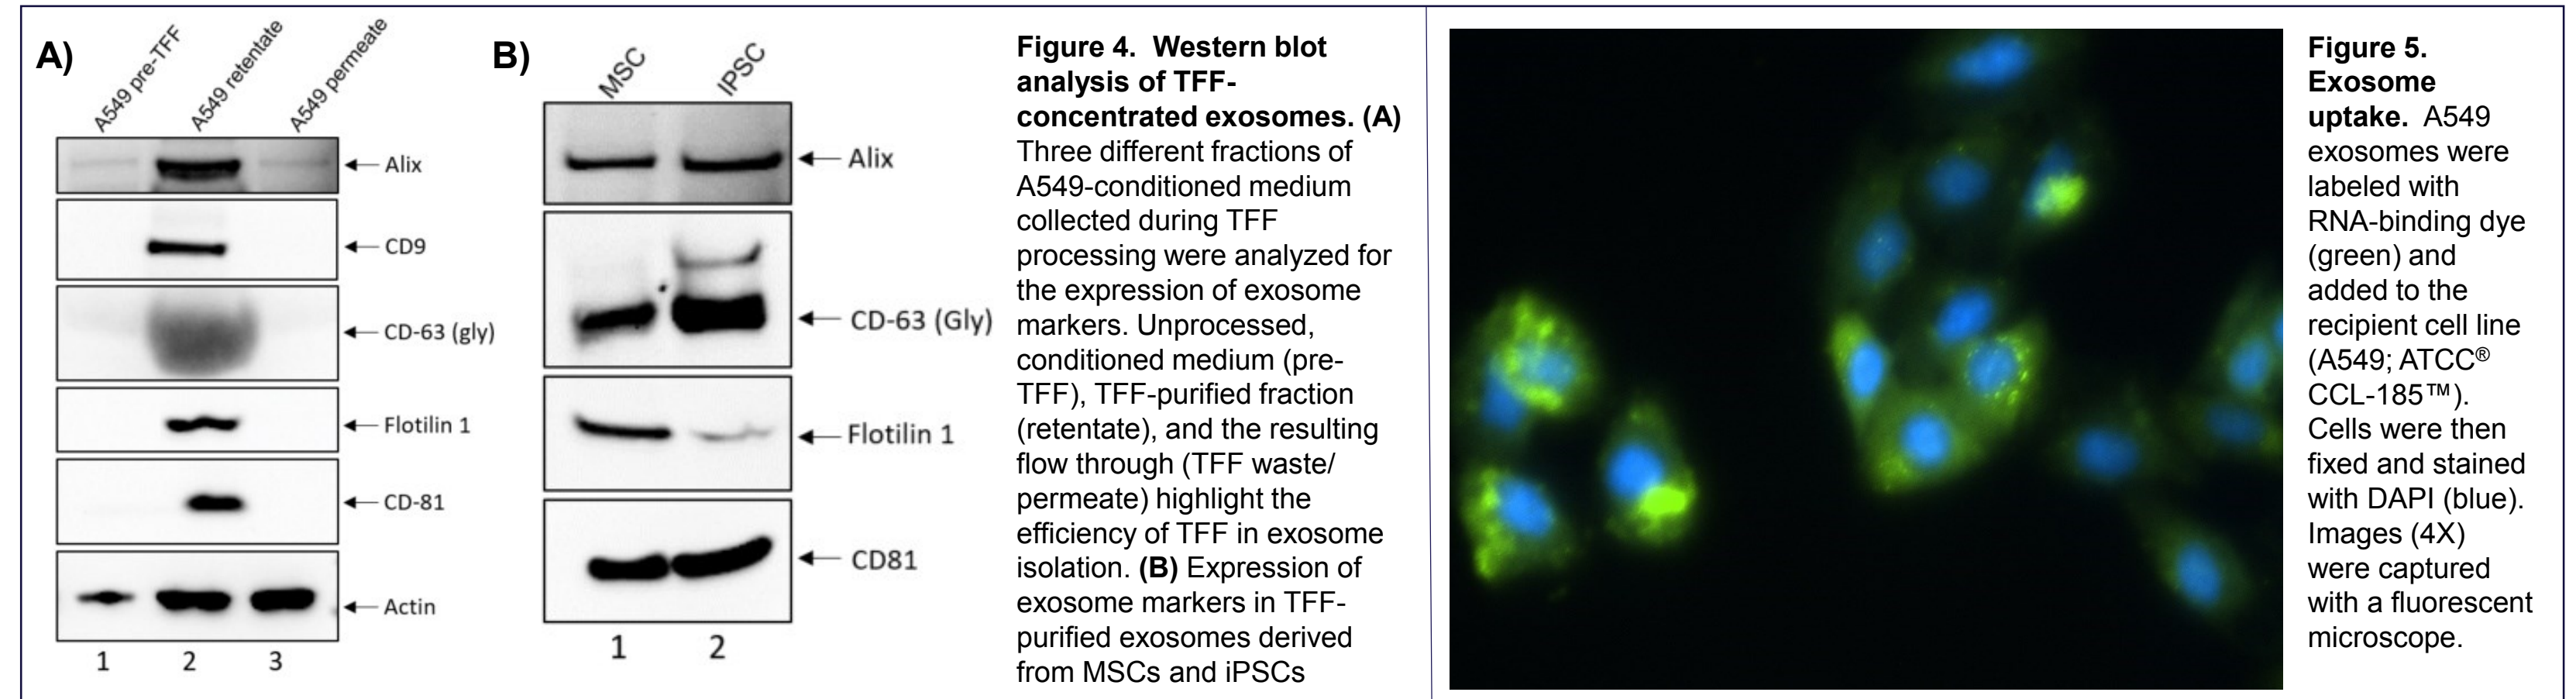 A)
A549 pre-TFF
A549 retentate
A549 permeate
Alix
CD9
CD-63 (gly)
Flotilin 1
CD-81
Actin
1 2 3
B)
MSC
IPSC
Alix
CD-63 (Gly)
Flotilin 1
CD81
1 2
Figure 4. Western blot
analysis of TFF-
concentrated exosomes. (A)
Three different fractions of
A549-conditioned medium
collected during TFF
processing were analyzed for
the expression of exosome
markers. Unprocessed,
conditioned medium (pre-
TFF), TFF-purified fraction
(retentate), and the resulting
flow through (TFF waste/
permeate) highlight the
efficiency of TFF in exosome
isolation. (B) Expression of
exosome markers in TFF-
purified exosomes derived
from MSCs and iPSCs
Figure 5.
Exosome
uptake. A549
exosomes were
labeled with
RNA-binding dye
(green) and
added to the
recipient cell line
(A549; ATCC®
CCL-185™).
Cells were then
fixed and stained
with DAPI (blue).
Images (4X)
were captured
with a fluorescent
microscope.